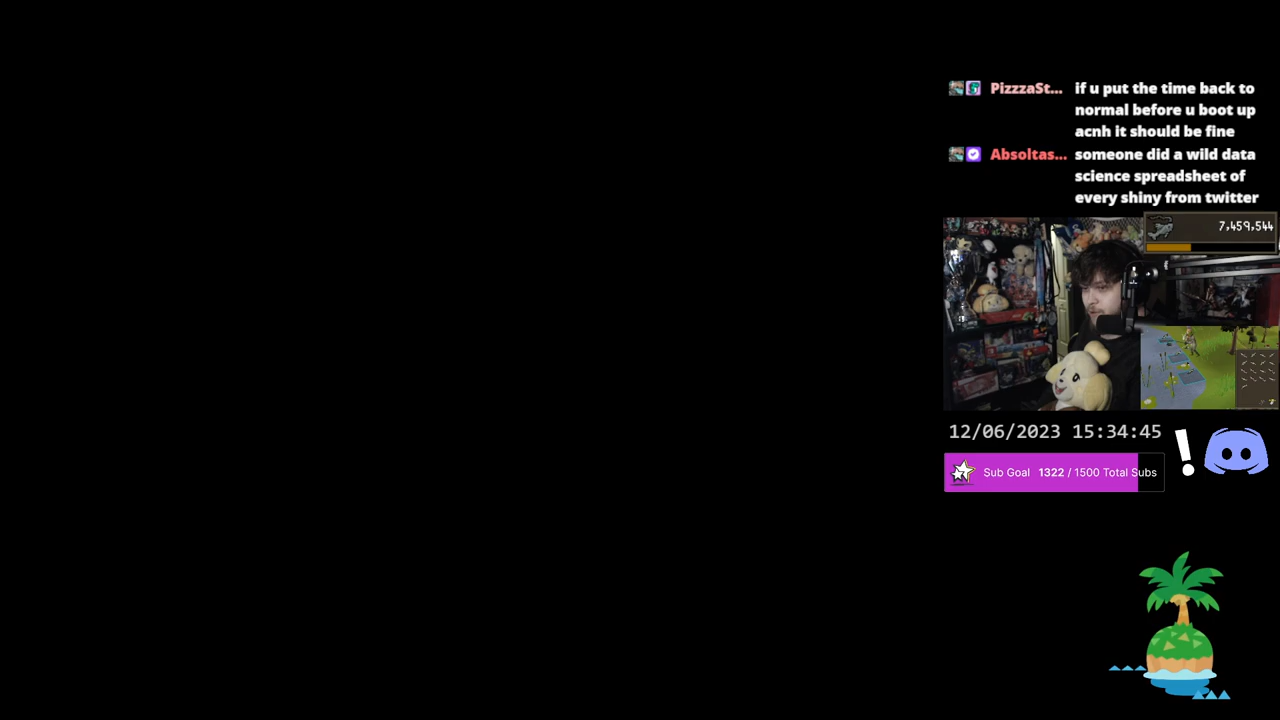 PizzzaSt... if u put the time back to
normal before u boot up
acnh it should be fine
Absoltas... someone did a wild data
science spreadsheet of
every shiny from twitter
7,459,544
12/06/2023 15:34:45
Sub Goal 1322 / 1500 Total Subs